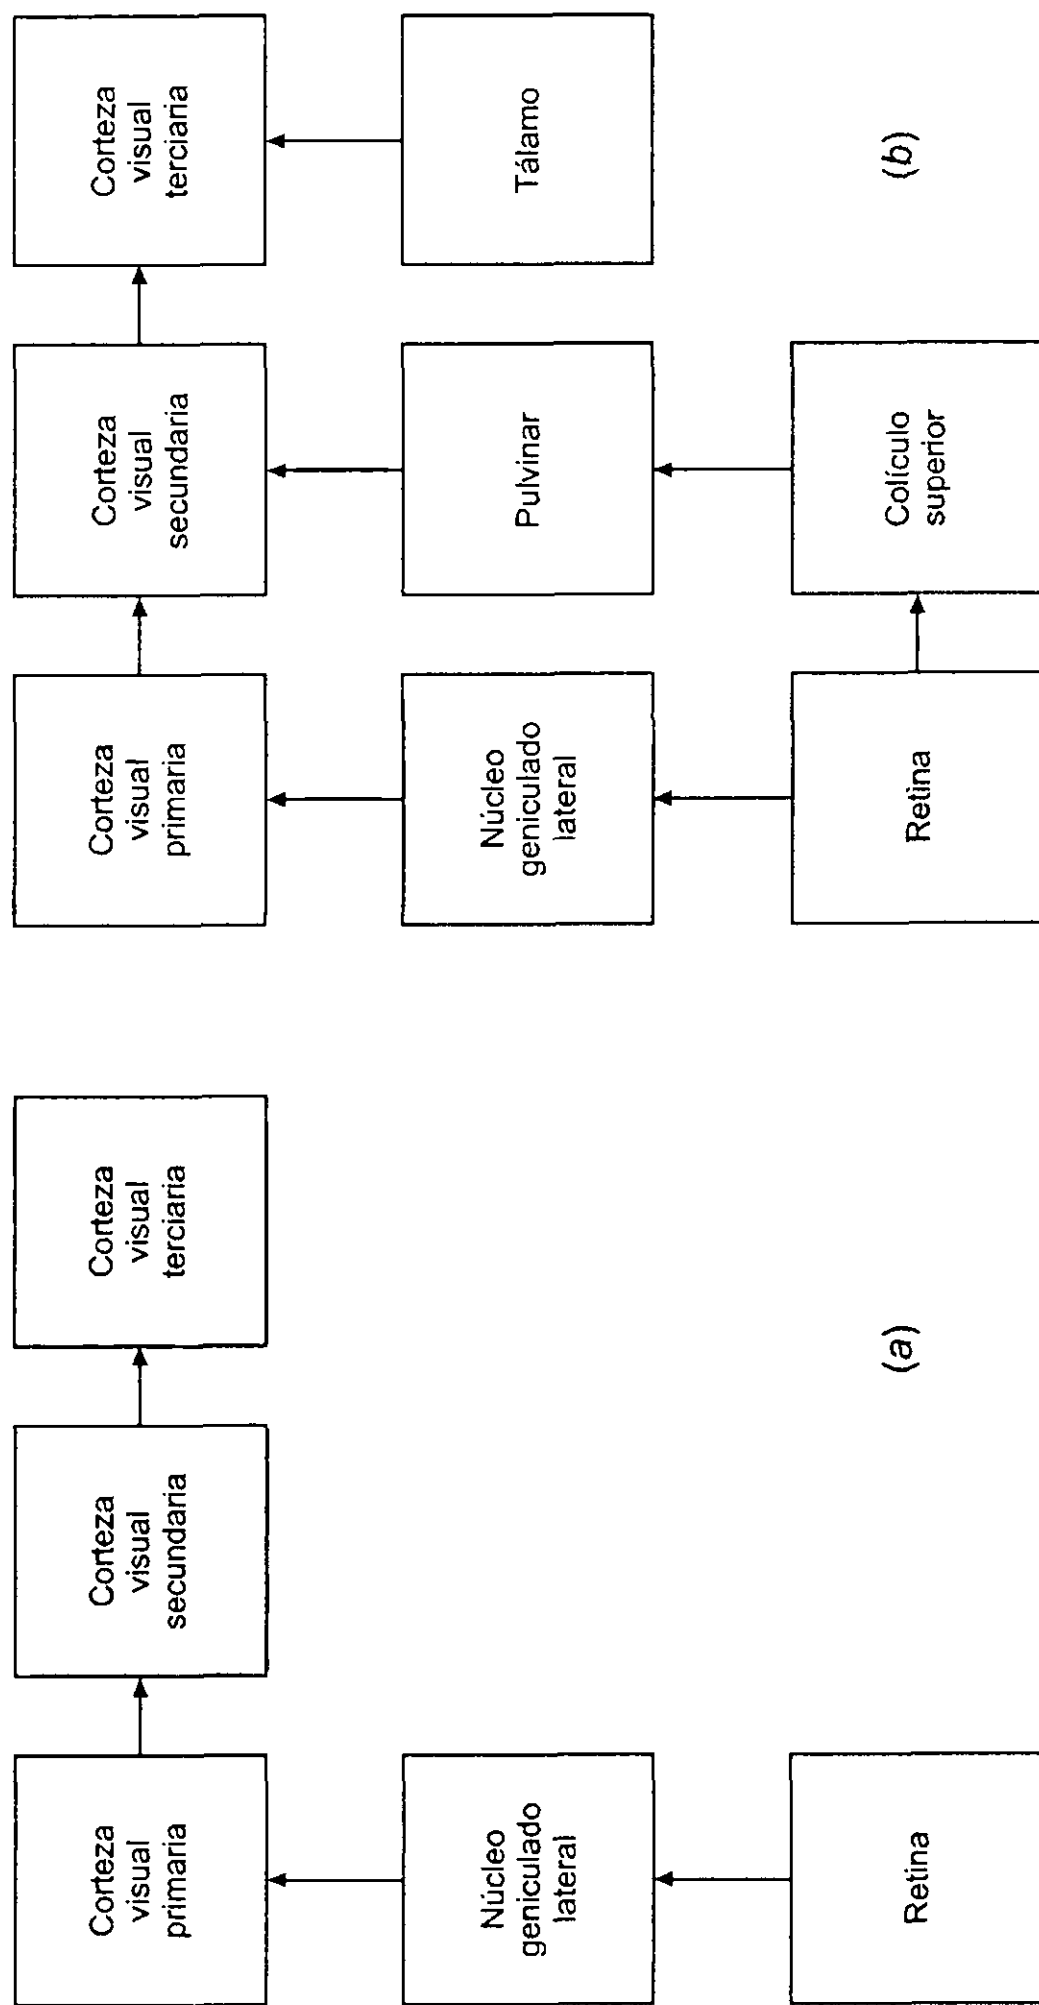 Corteza
visual
primaria
Corteza
visual
secundaria
Corteza
visual
terciaria
Núcleo
geniculado
lateral
Retina
(a)
Corteza
visual
primaria
Corteza
visual
secundaria
Corteza
visual
terciaria
Núcleo
geniculado
lateral
Pulvinar
Tálamo
Retina
Colículo
superior
(b)